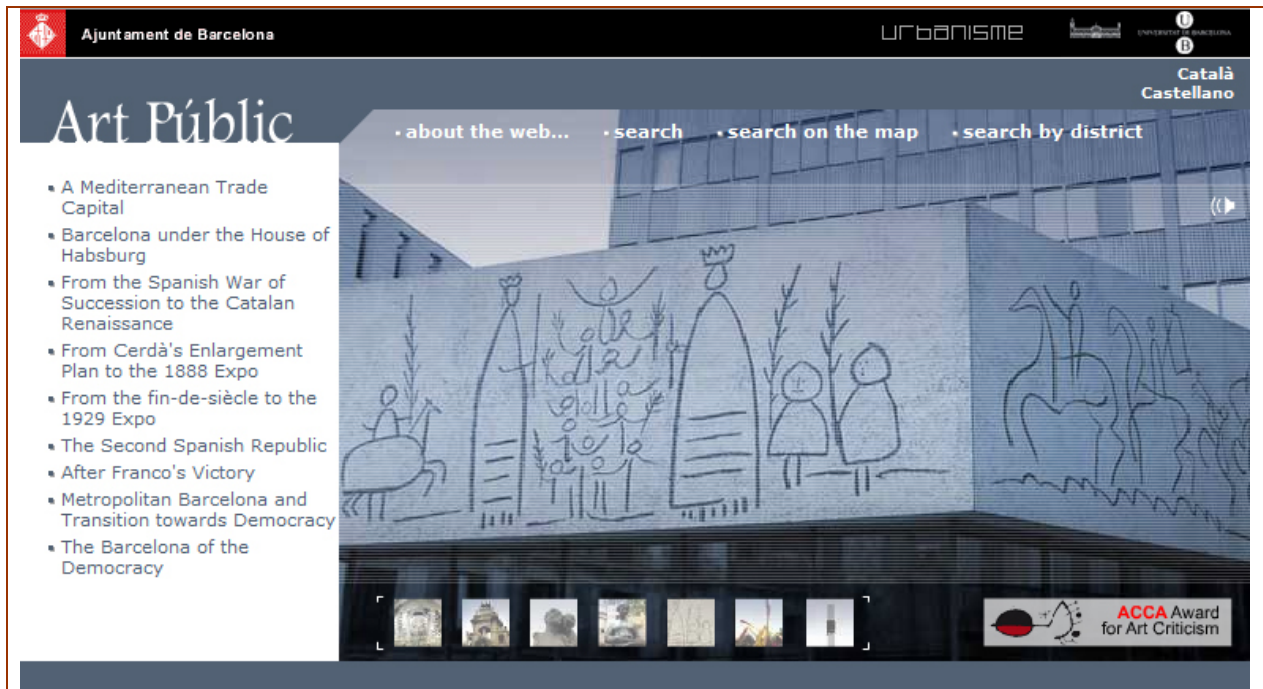 Ajuntament de Barcelona
urbanisme
U
UNIVERSITAT DE BARCELONA
B
Català
Castellano
Art Públic
· about the web...
· search
· search on the map
· search by district
A Mediterranean Trade
Capital
Barcelona under the House of
Habsburg
From the Spanish War of
Succession to the Catalan
Renaissance
From Cerdà's Enlargement
Plan to the 1888 Expo
From the fin-de-siècle to the
1929 Expo
The Second Spanish Republic
After Franco's Victory
Metropolitan Barcelona and
Transition towards Democracy
The Barcelona of the
Democracy
ACCA Award
for Art Criticism